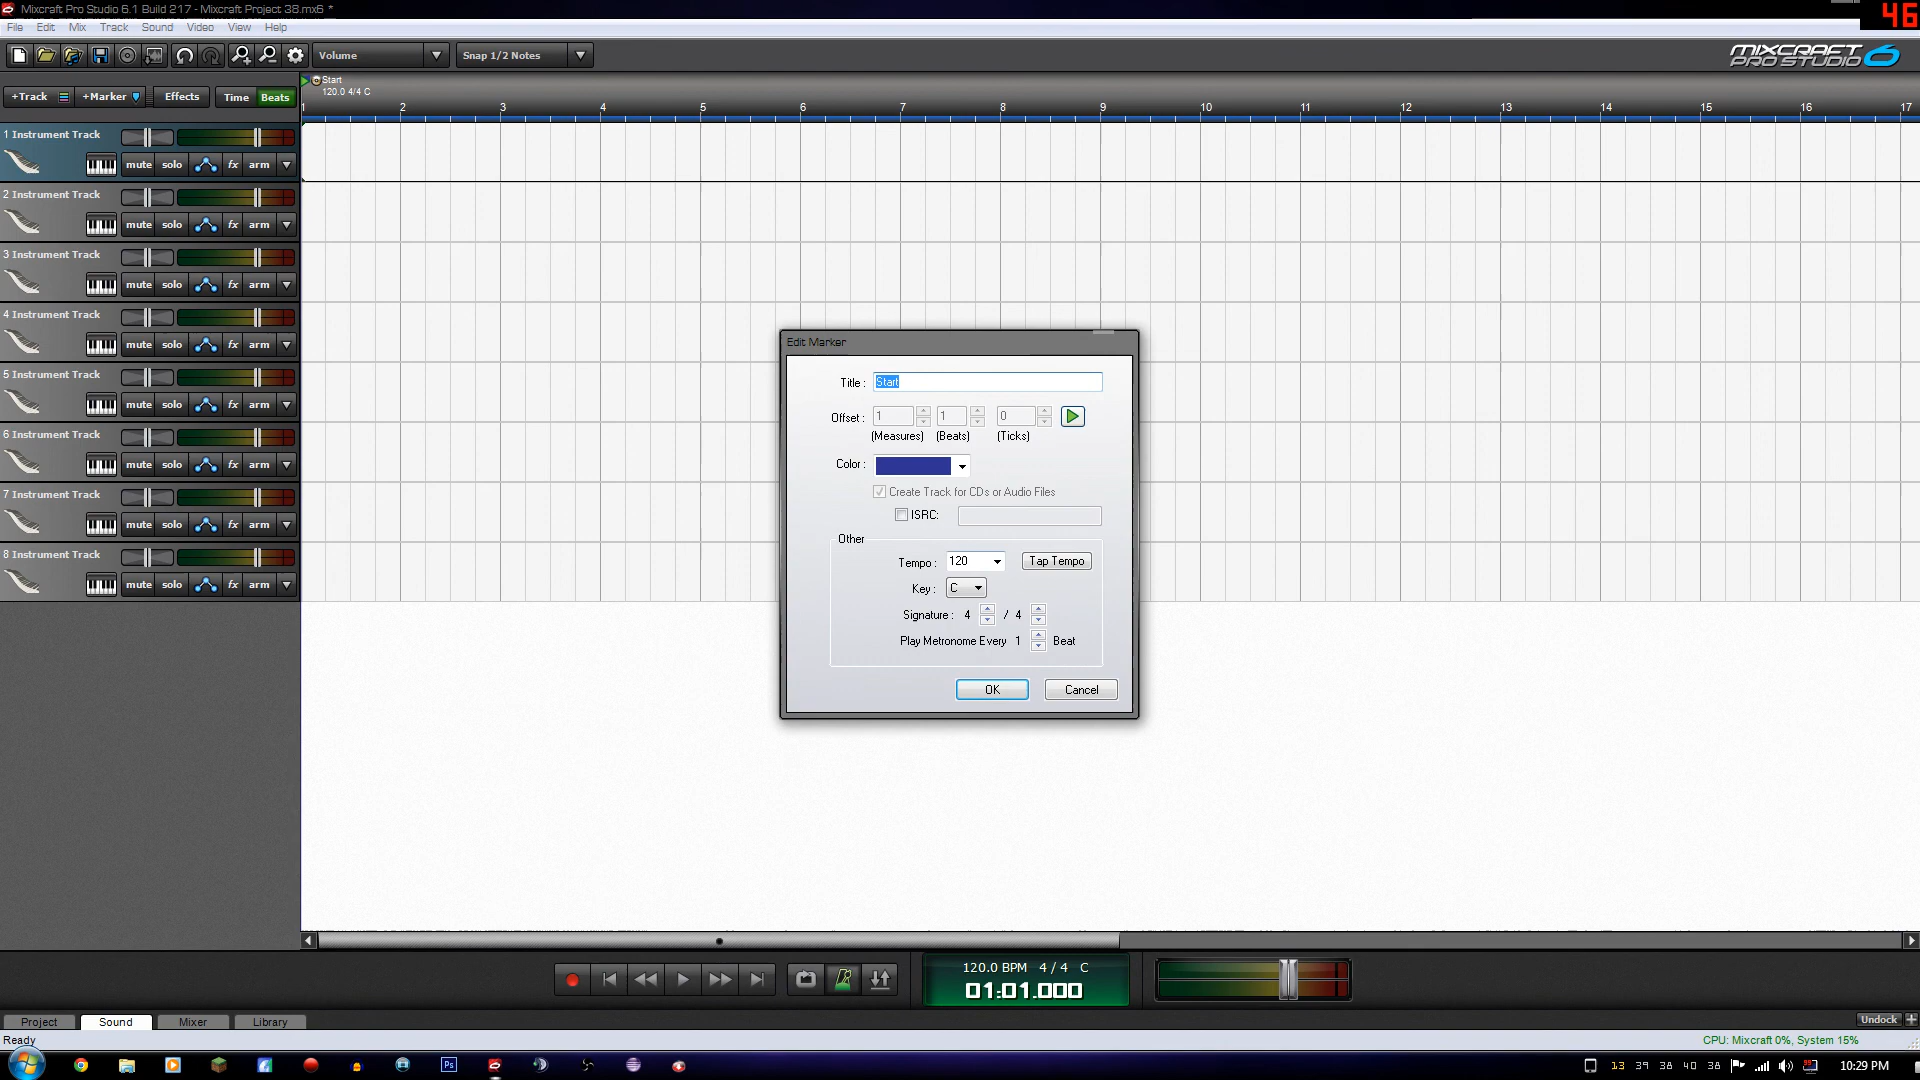 Mixcraft Pro Studio 6.1 Build 217 - Mixcraft Project 38.mx6 *
46
File Edit Mix Track Sound Video View Help
Volume
Snap 1/2 Notes
MIXCRAFT PRO STUDIO 6
+Track +Marker Effects Time Beats
Start
120.0 4/4 C
1 2 3 4 5 6 7 8 9 10 11 12 13 14 15 16 17
1 Instrument Track
mute solo fx arm
2 Instrument Track
mute solo fx arm
3 Instrument Track
mute solo fx arm
4 Instrument Track
mute solo fx arm
5 Instrument Track
mute solo fx arm
6 Instrument Track
mute solo fx arm
7 Instrument Track
mute solo fx arm
8 Instrument Track
mute solo fx arm
Edit Marker
Title : Start
Offset : 1 1 0
(Measures) (Beats) (Ticks)
Color :
Create Track for CDs or Audio Files
ISRC:
Other
Tempo : 120 Tap Tempo
Key : C
Signature : 4 / 4
Play Metronome Every 1 Beat
OK Cancel
120.0 BPM 4 / 4 C
01:01.000
Project Sound Mixer Library
Undock
Ready
CPU: Mixcraft 0%, System 15%
Ps
13 39 38 40 38
10:29 PM